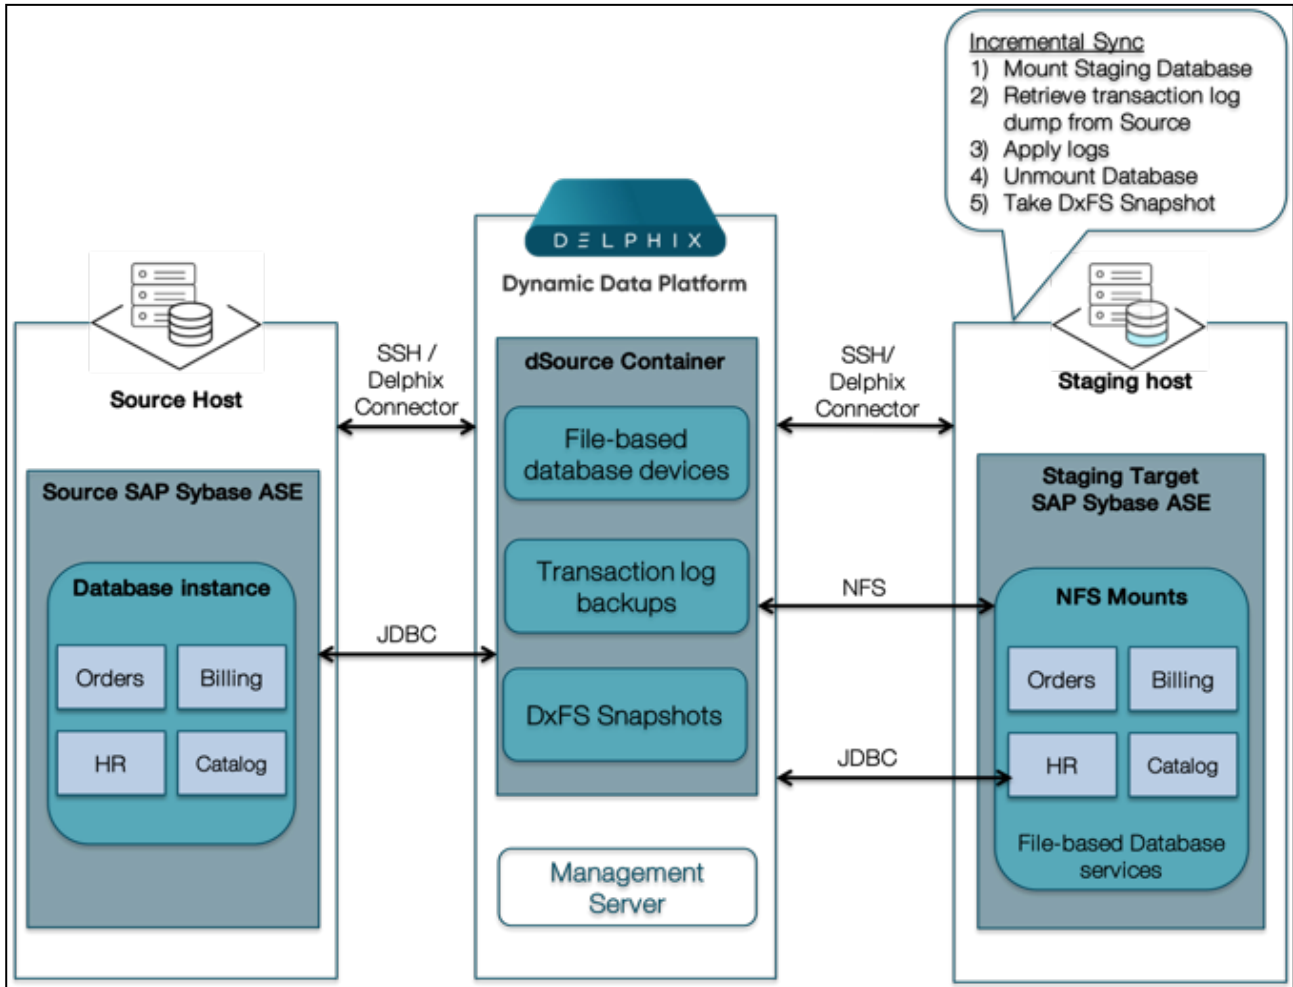 Incremental Sync
1) Mount Staging Database
2) Retrieve transaction log
dump from Source
3) Apply logs
4) Unmount Database
5) Take DxFS Snapshot
DELPHIX
Dynamic Data Platform
Source Host
SSH /
Delphix
Connector
dSource Container
SSH/
Delphix
Connector
Staging host
File-based
database devices
Source SAP Sybase ASE
Staging Target
SAP Sybase ASE
Database instance
Transaction log
backups
NFS
NFS Mounts
JDBC
Orders
Billing
HR
Catalog
DxFS Snapshots
JDBC
Orders
Billing
HR
Catalog
File-based Database
services
Management
Server